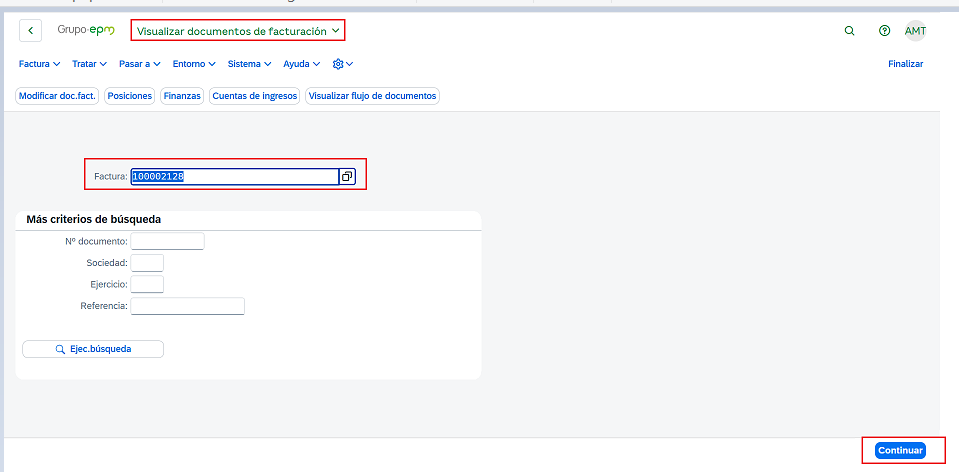 Grupo·epm Visualizar documentos de facturación AMT
Factura Tratar Pasar a Entorno Sistema Ayuda Finalizar
Modificar doc.fact. Posiciones Finanzas Cuentas de ingresos Visualizar flujo de documentos
Factura: 100002128
Más criterios de búsqueda
Nº documento:
Sociedad:
Ejercicio:
Referencia:
Ejec.búsqueda
Continuar